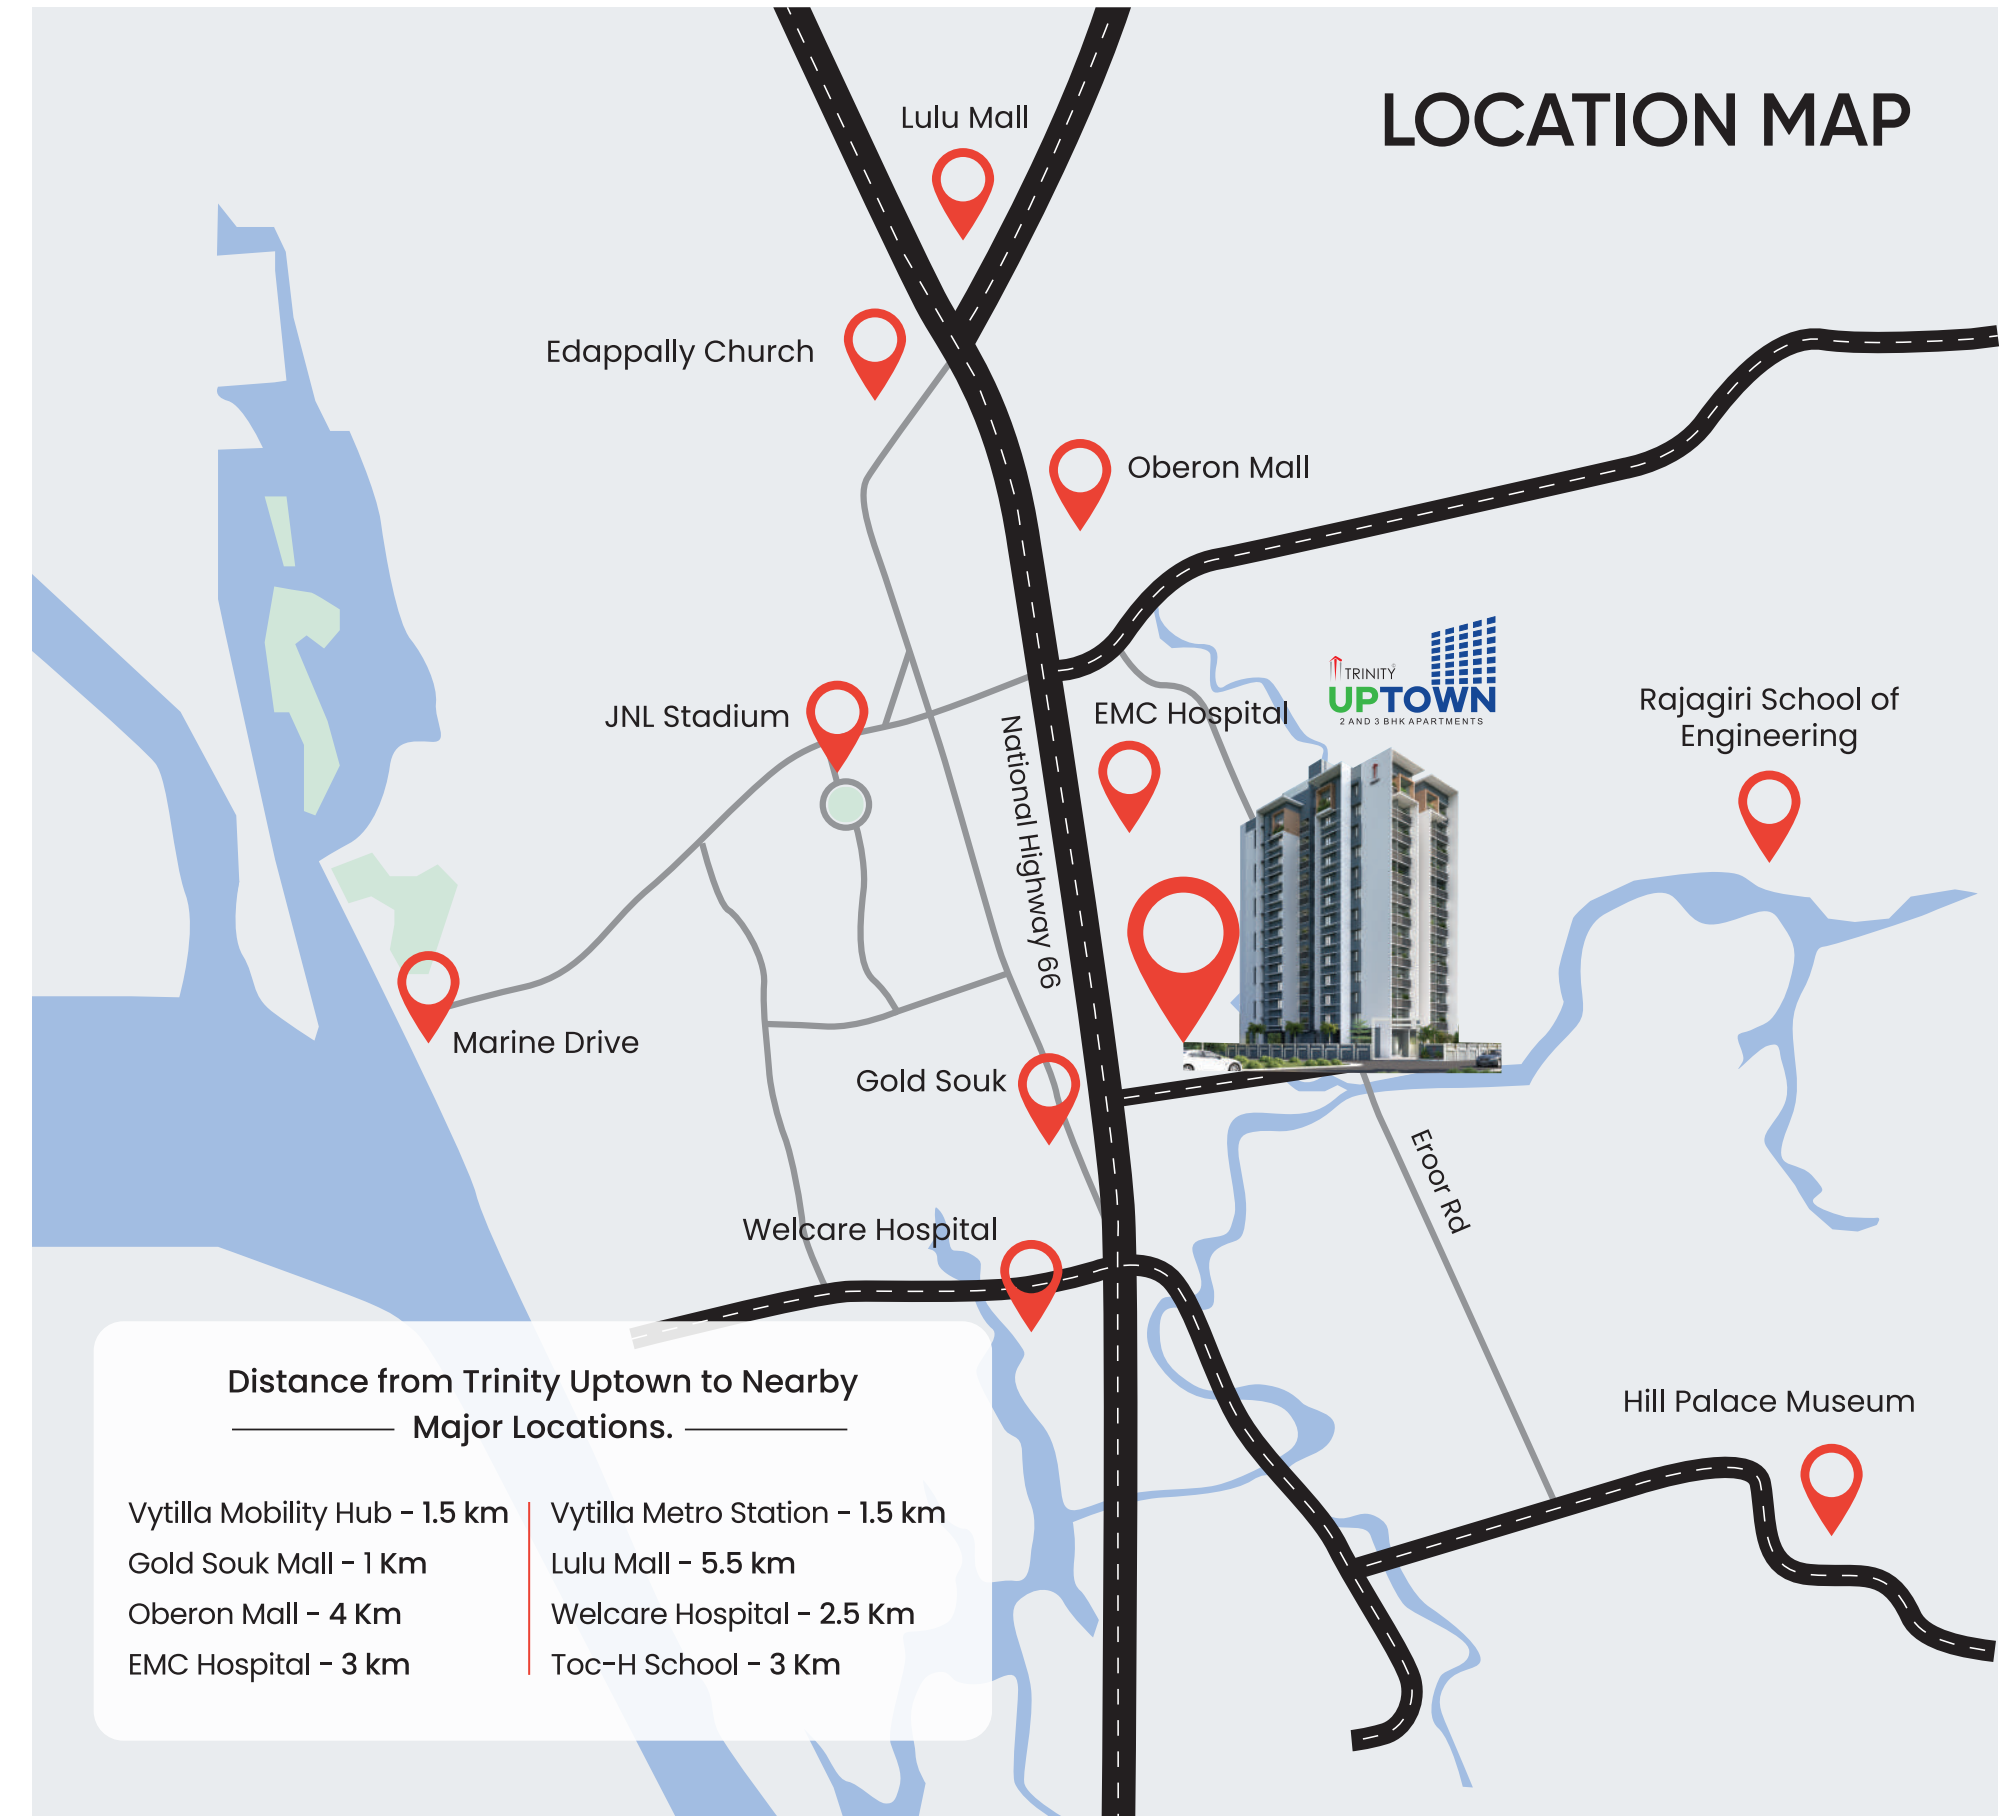 LOCATION MAP
Lulu Mall
Edappally Church
Oberon Mall
TRINITY
UPTOWN
2 AND 3 BHK APARTMENTS
JNL Stadium
EMC Hospital
Rajagiri School of
Engineering
National Highway 66
Marine Drive
Gold Souk
Eroor Rd
Welcare Hospital
Hill Palace Museum
Distance from Trinity Uptown to Nearby
Major Locations.
Vytilla Mobility Hub - 1.5 km
Gold Souk Mall - 1 Km
Oberon Mall - 4 Km
EMC Hospital - 3 km
Vytilla Metro Station - 1.5 km
Lulu Mall - 5.5 km
Welcare Hospital - 2.5 Km
Toc-H School - 3 Km